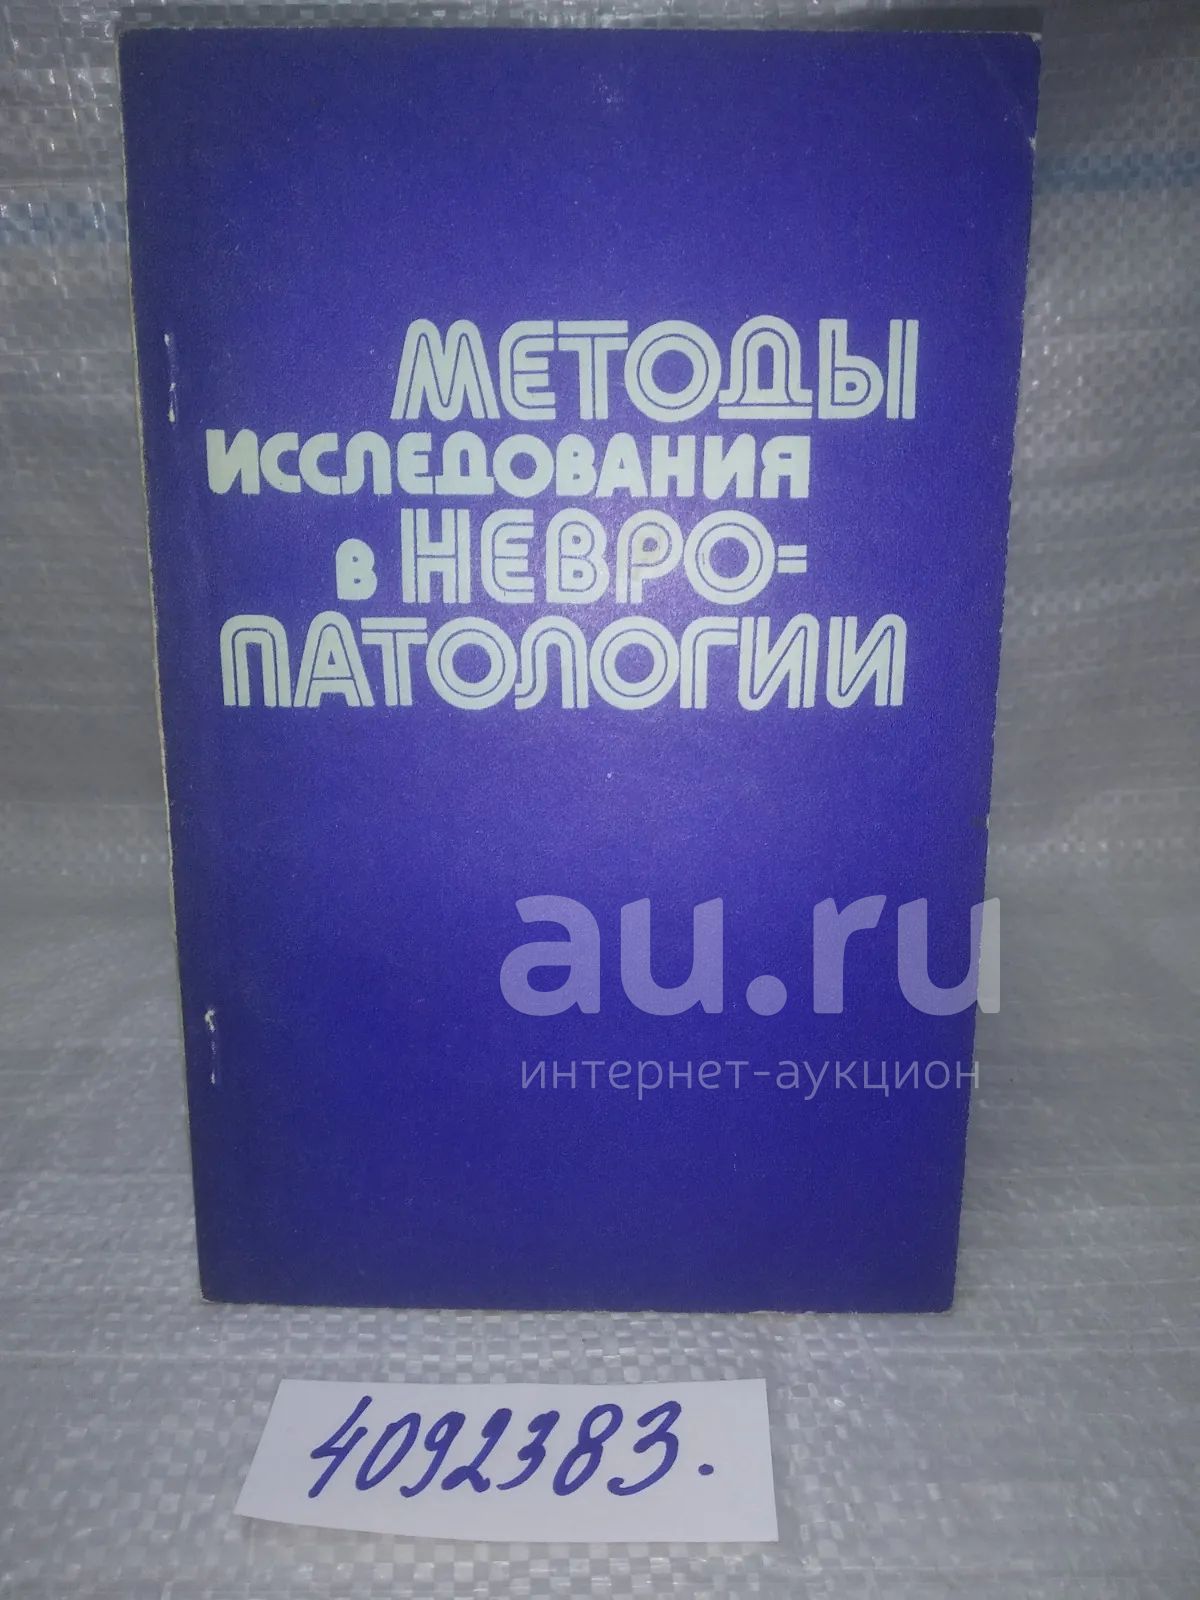 МЕТОДЫ
ИССЛЕДОВАНИЯ
в НЕВРО-
ПАТОЛОГИИ
au.ru
интернет-аукцион
4092383.